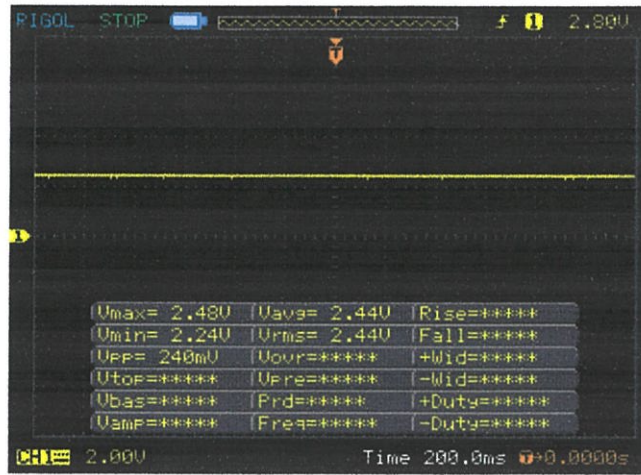 RIGOL STOP T 1 2.80V
T
1
Vmax= 2.48V Vavg= 2.44V Rise=*****
Vmin= 2.24V Vrms= 2.44V Fall=*****
Vpp= 240mV Vovr=***** +Wid=*****
Vtop=***** Vpre=***** -Wid=*****
Vbas=***** Prd=***** +Duty=*****
Vamp=***** Freq=***** -Duty=*****
CH1 2.00V Time 200.0ms T→0.0000s